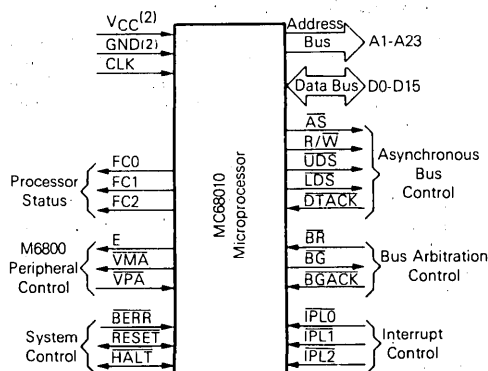 VCC(2)
GND(2)
CLK
Processor
Status
FC0
FC1
FC2
M6800
Peripheral
Control
E
VMA
VPA
System
Control
BERR
RESET
HALT
MC68010
Microprocessor
Address
Bus
A1-A23
Data Bus
D0-D15
AS
R/W
UDS
LDS
DTACK
Asynchronous
Bus
Control
BR
BG
BGACK
Bus Arbitration
Control
IPL0
IPL1
IPL2
Interrupt
Control